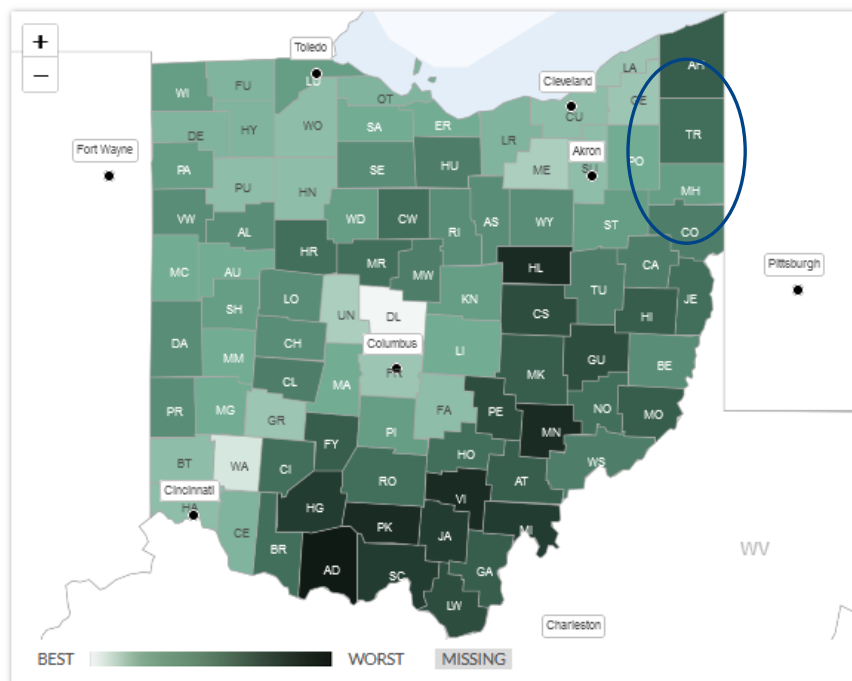 +
−
Toledo
Cleveland
Akron
Fort Wayne
Pittsburgh
Columbus
Cincinnati
Charleston
WV
WI FU LU OT LA AH
DE HY WO SA ER LR CU GE TR
PA PU HN SE HU ME SU PO MH
VW AL HR WD CW RI AS WY ST CO
MC AU MR MW HL CA
SH LO UN DL KN CS TU HI JE
DA MM CH MA FR LI MK GU BE
PR MG CL GR FY PI FA PE MN NO MO
BT WA CI RO HO AT WS
HA CE BR HG PK VI JA MI
AD SC GA LW
BEST WORST MISSING